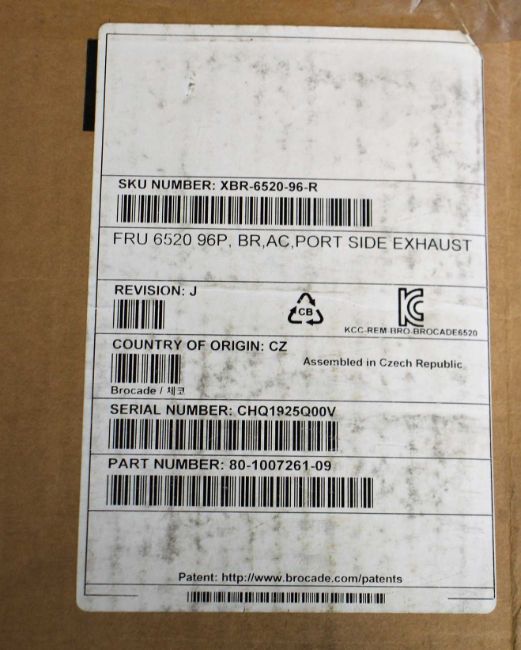 SKU NUMBER: XBR-6520-96-R
FRU 6520 96P, BR,AC,PORT SIDE EXHAUST
REVISION: J
CB
KCC-REM-BRO-BROCADE6520
COUNTRY OF ORIGIN: CZ
Assembled in Czech Republic
Brocade / 체코
SERIAL NUMBER: CHQ1925Q00V
PART NUMBER: 80-1007261-09
Patent: http://www.brocade.com/patents